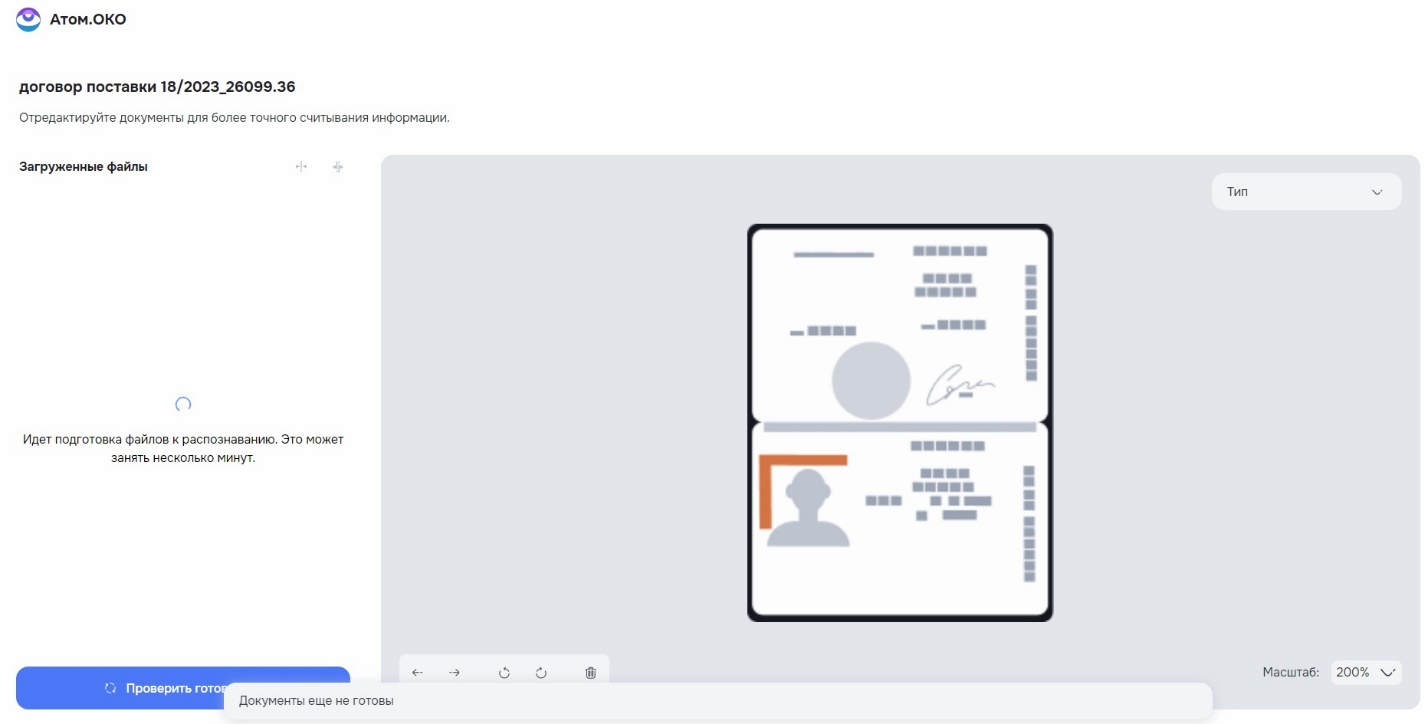 Атом.ОКО
договор поставки 18/2023_26099.36
Отредактируйте документы для более точного считывания информации.
Загруженные файлы
Тип
Идет подготовка файлов к распознаванию. Это может
занять несколько минут.
Проверить
Масштаб: 200%
Документы еще не готовы